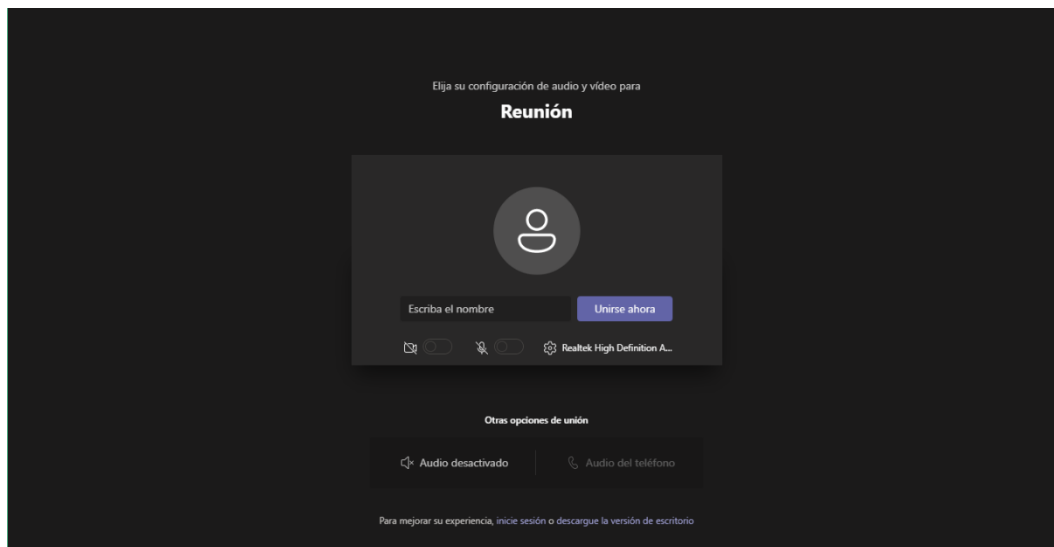 Elija su configuración de audio y vídeo para
Reunión
Escriba el nombre
Unirse ahora
Realtek High Definition A...
Otras opciones de unión
Audio desactivado
Audio del teléfono
Para mejorar su experiencia, inicie sesión o descargue la versión de escritorio